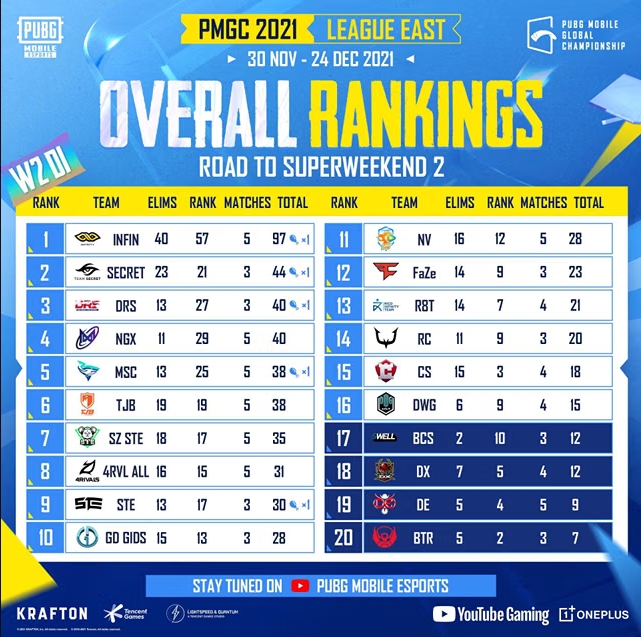 PUBG
MOBILE
ESPORTS
PMGC 2021 LEAGUE EAST
30 NOV - 24 DEC 2021
PUBG MOBILE
GLOBAL
CHAMPIONSHIP
OVERALL RANKINGS
ROAD TO SUPERWEEKEND 2
W2 D1
RANK TEAM ELIMS RANK MATCHES TOTAL
1 INFIN 40 57 5 97 ×1
2 SECRET 23 21 3 44 ×1
3 DRS 13 27 3 40 ×1
4 NGX 11 29 5 40
5 MSC 13 25 5 38 ×1
6 TJB 19 19 5 38
7 SZ STE 18 17 5 35
8 4RVL ALL 16 15 5 31
9 STE 13 17 3 30 ×1
10 GD GIDS 15 13 3 28
RANK TEAM ELIMS RANK MATCHES TOTAL
11 NV 16 12 5 28
12 FaZe 14 9 3 23
13 R8T 14 7 4 21
14 RC 11 9 3 20
15 CS 15 3 4 18
16 DWG 6 9 4 15
17 WELL BCS 2 10 3 12
18 DX 7 5 4 12
19 DE 5 4 5 9
20 BTR 5 2 3 7
STAY TUNED ON PUBG MOBILE ESPORTS
KRAFTON
Tencent
Games
LIGHTSPEED & QUANTUM
YouTube Gaming
ONEPLUS